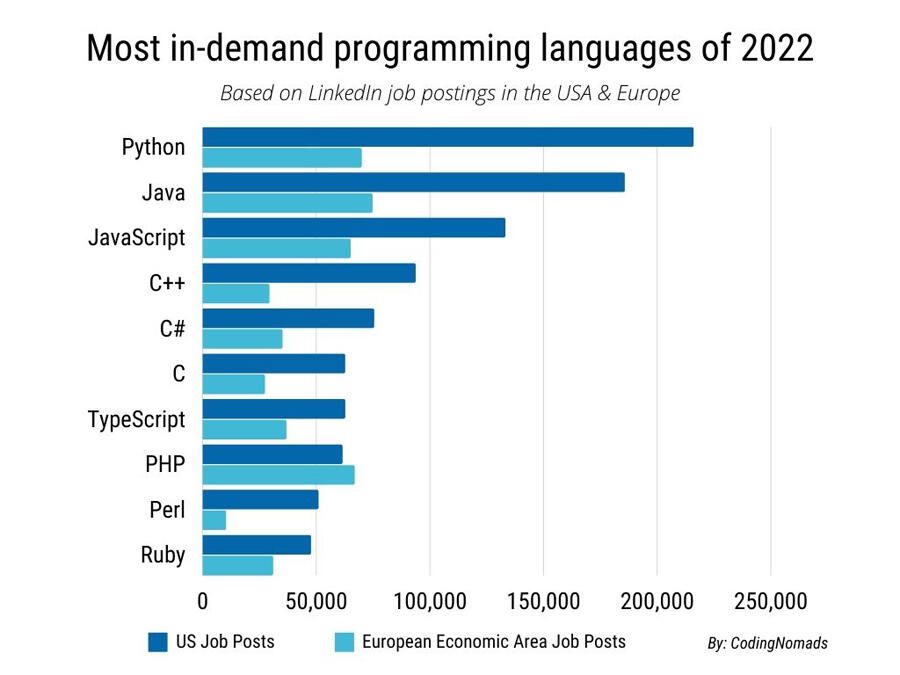 Most in-demand programming languages of 2022
Based on LinkedIn job postings in the USA & Europe
Python
Java
JavaScript
C++
C#
C
TypeScript
PHP
Perl
Ruby
0 50,000 100,000 150,000 200,000 250,000
US Job Posts European Economic Area Job Posts By: CodingNomads